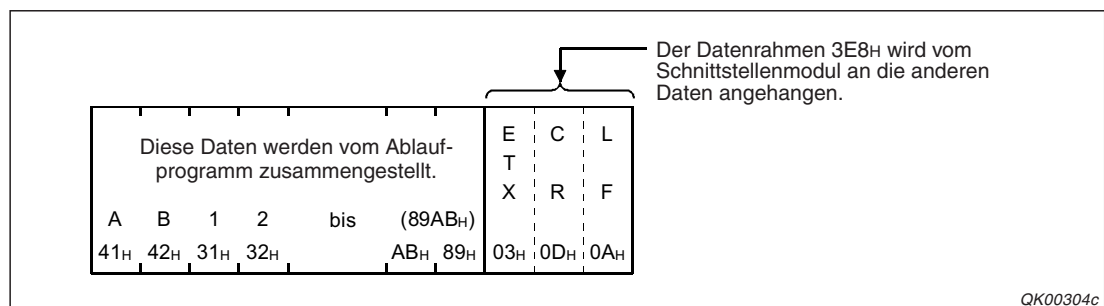 Der Datenrahmen 3E8H wird vom
Schnittstellenmodul an die anderen
Daten angehangen.
Diese Daten werden vom Ablauf-
programm zusammengestellt.
E C L
T
X R F
A B 1 2 bis (89ABH)
41H 42H 31H 32H ABH 89H 03H 0DH 0AH
QK00304c